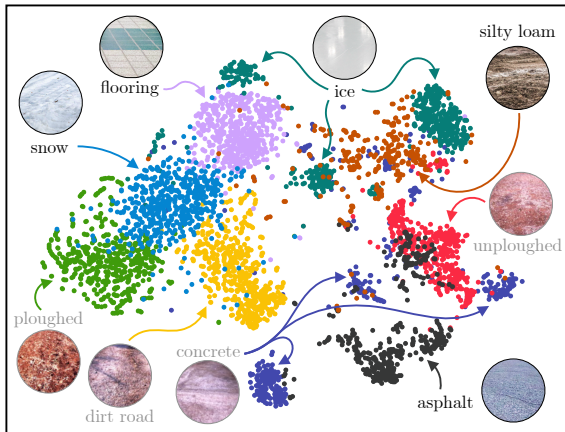 silty loam
flooring
ice
snow
unploughed
ploughed
concrete
dirt road
asphalt